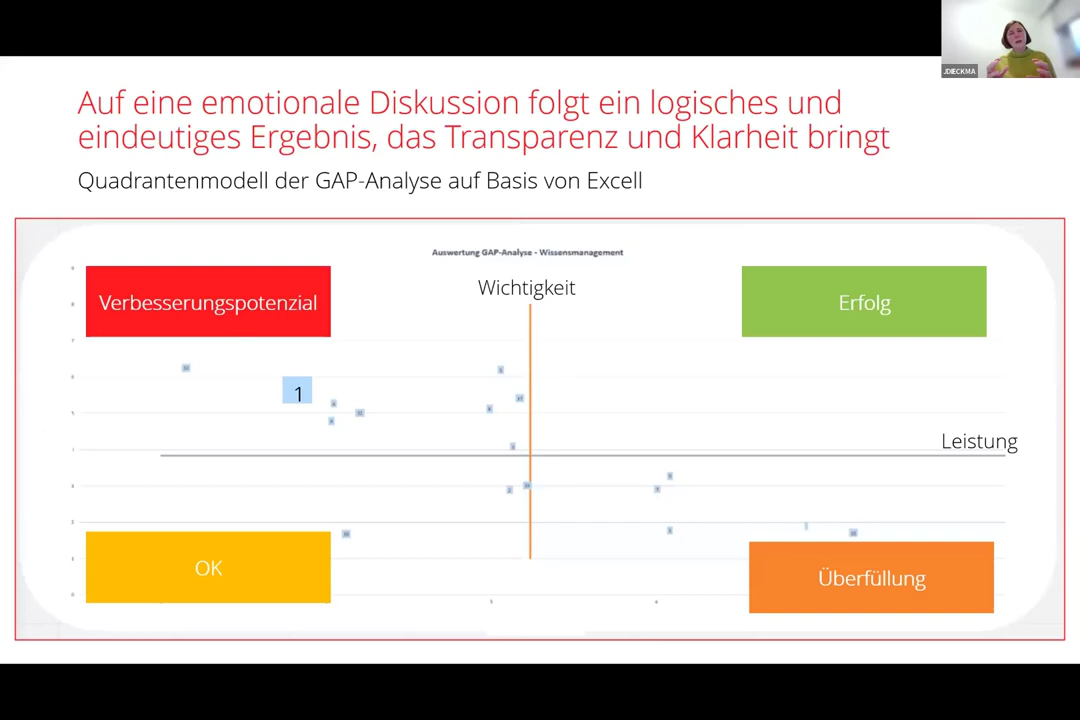 JDIECKMA
Auf eine emotionale Diskussion folgt ein logisches und
eindeutiges Ergebnis, das Transparenz und Klarheit bringt
Quadrantenmodell der GAP-Analyse auf Basis von Excell
Auswertung GAP-Analyse - Wissensmanagement
Wichtigkeit
Verbesserungspotenzial
Erfolg
1
Leistung
OK
Überfüllung